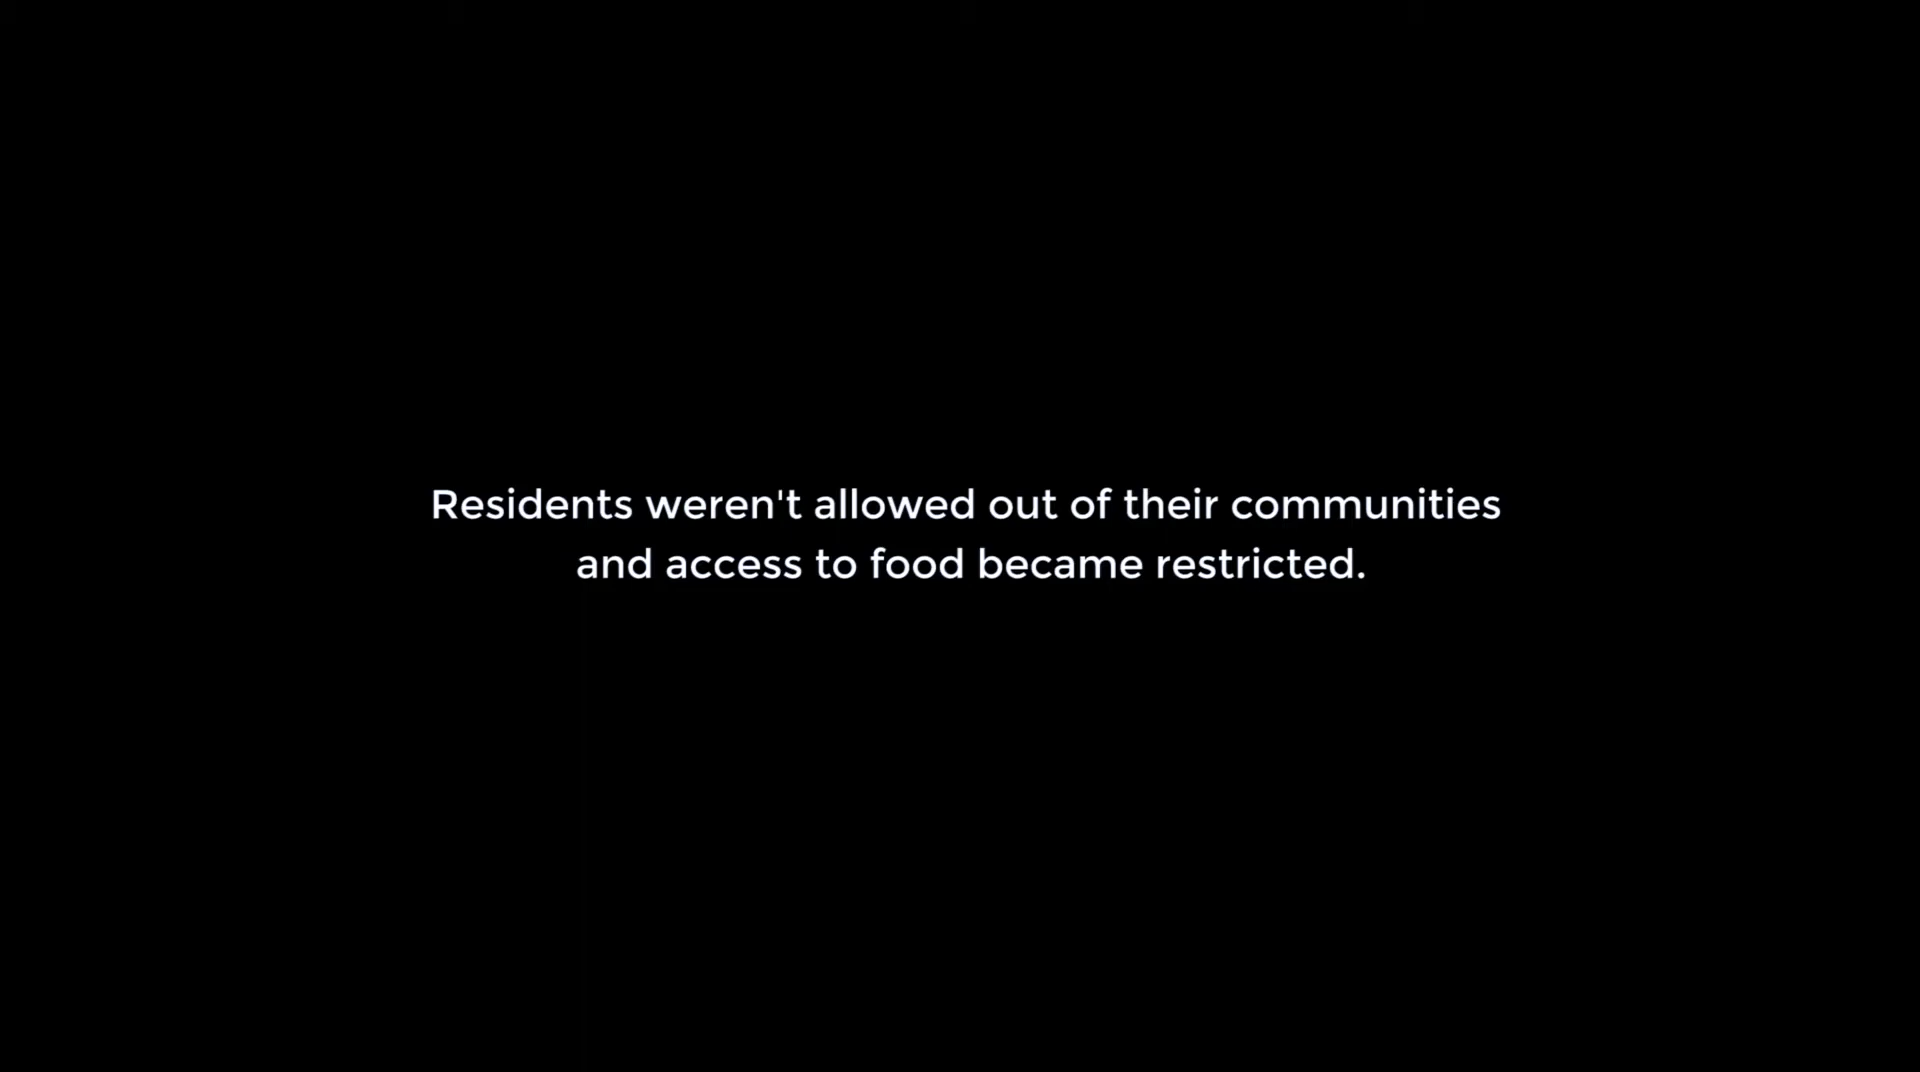 Residents weren't allowed out of their communities
and access to food became restricted.